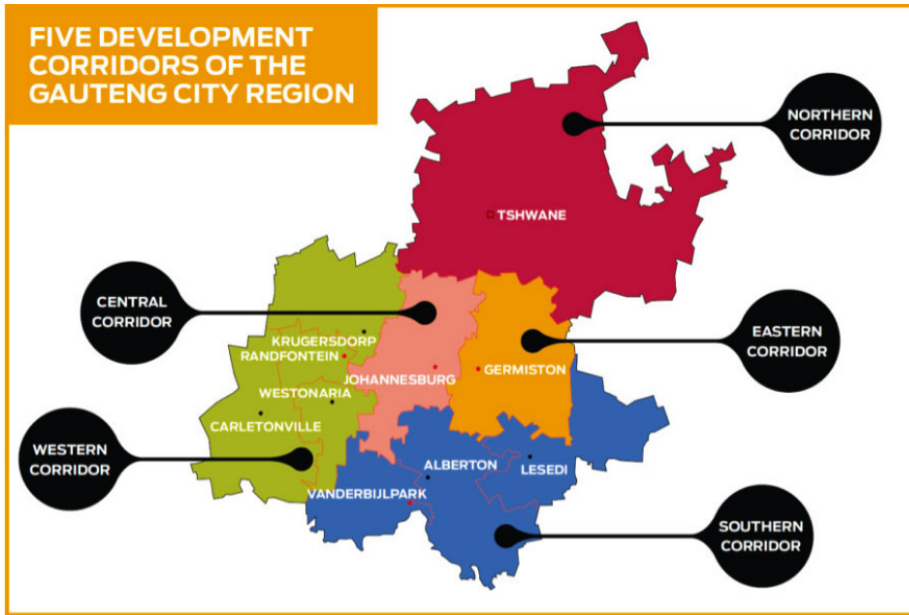 FIVE DEVELOPMENT
CORRIDORS OF THE
GAUTENG CITY REGION
NORTHERN
CORRIDOR
TSHWANE
CENTRAL
CORRIDOR
EASTERN
CORRIDOR
KRUGERSDORP
RANDFONTEIN
JOHANNESBURG
GERMISTON
WESTONARIA
CARLETONVILLE
WESTERN
CORRIDOR
ALBERTON
LESEDI
VANDERBIJLPARK
SOUTHERN
CORRIDOR